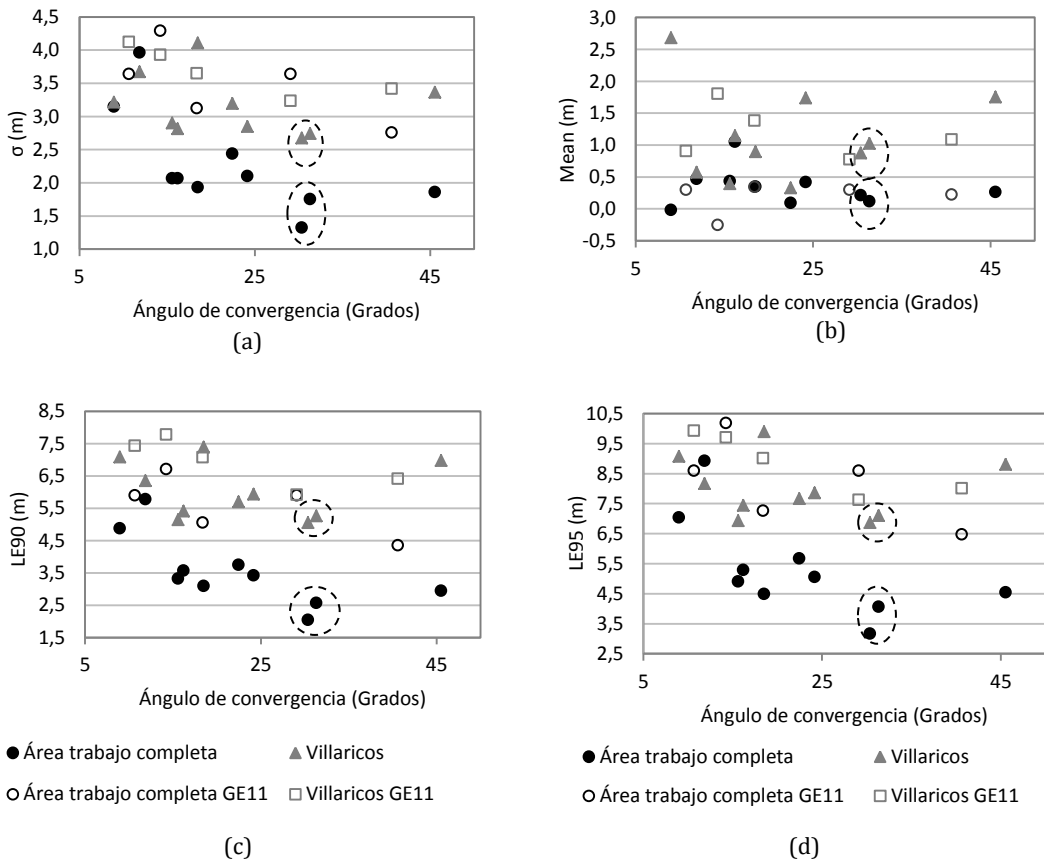 4,5
4,0
3,5
3,0
2,5
2,0
1,5
1,0
σ (m)
5
25
45
Ángulo de convergencia (Grados)
(a)
3,0
2,5
2,0
1,5
1,0
0,5
0,0
-0,5
Mean (m)
5
25
45
Ángulo de convergencia (Grados)
(b)
8,5
7,5
6,5
5,5
4,5
3,5
2,5
1,5
LE90 (m)
5
25
45
Ángulo de convergencia (Grados)
Área trabajo completa
Villaricos
Área trabajo completa GE11
Villaricos GE11
(c)
10,5
9,5
8,5
7,5
6,5
5,5
4,5
3,5
2,5
LE95 (m)
5
25
45
Ángulo de convergencia (Grados)
Área trabajo completa
Villaricos
Área trabajo completa GE11
Villaricos GE11
(d)